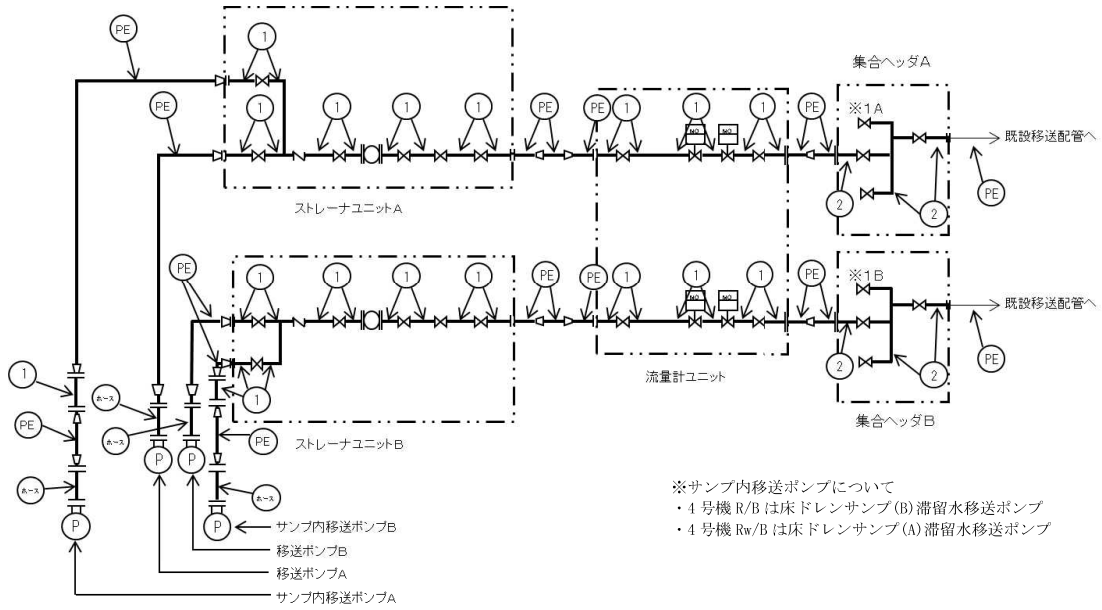 PE
1
集合ヘッダA
PE
1
1
1
1
PE
PE
1
1
1
PE
※1A
MO
MO
既設移送配管へ
PE
2
2
ストレーナユニットA
PE
1
1
1
1
PE
PE
1
1
1
PE
※1B
MO
MO
既設移送配管へ
PE
2
2
流量計ユニット
1
1
ホース
集合ヘッダB
PE
ホース
PE
ストレーナユニットB
P
P
ホース
ホース
P
P
サンプ内移送ポンプB
移送ポンプB
移送ポンプA
サンプ内移送ポンプA
※サンプ内移送ポンプについて
・4号機 R/B は床ドレンサンプ(B)滞留水移送ポンプ
・4号機 Rw/B は床ドレンサンプ(A)滞留水移送ポンプ